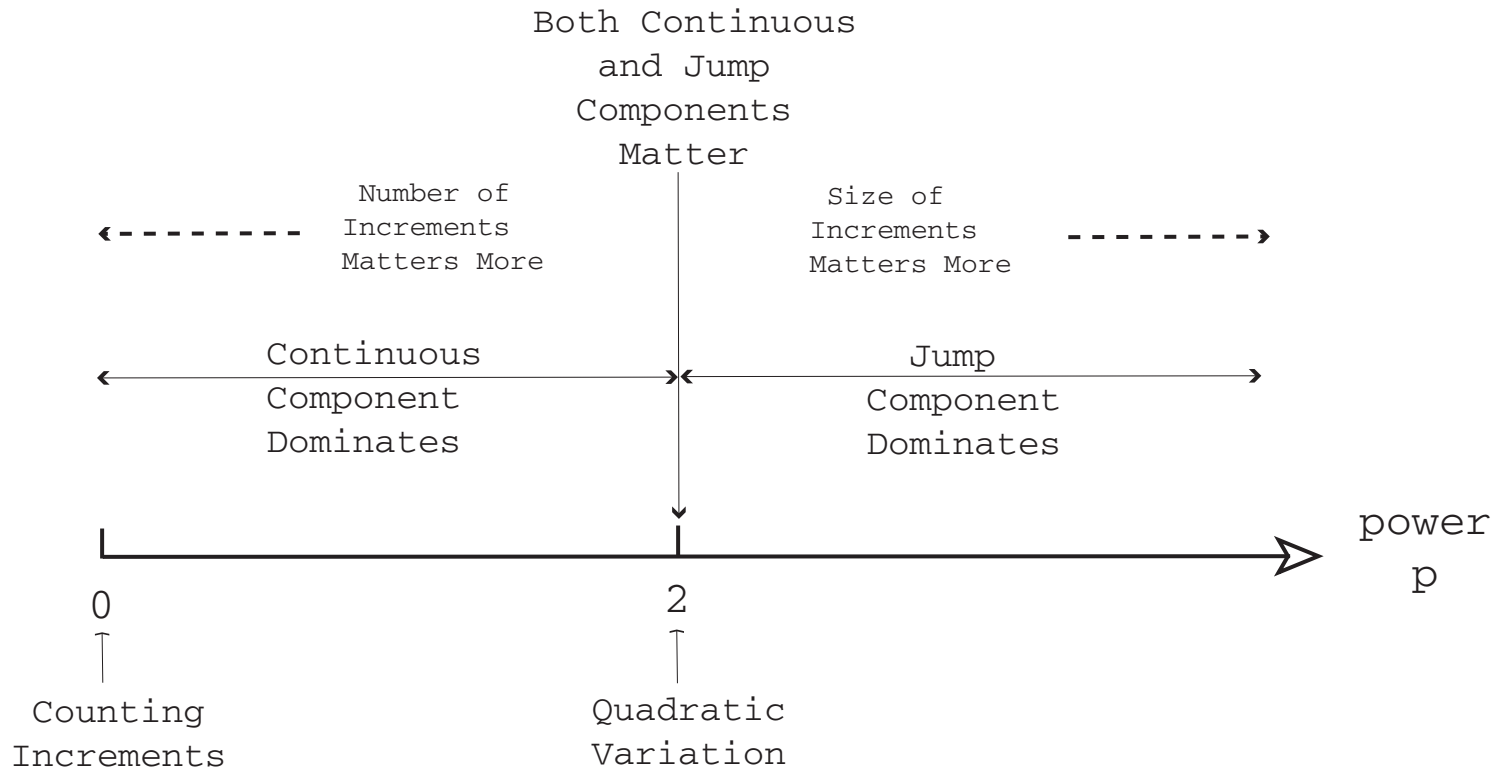 Both Continuous
and Jump
Components
Matter
Number of
Increments
Matters More
Size of
Increments
Matters More
Continuous
Component
Dominates
Jump
Component
Dominates
power
p
0
2
Counting
Increments
Quadratic
Variation